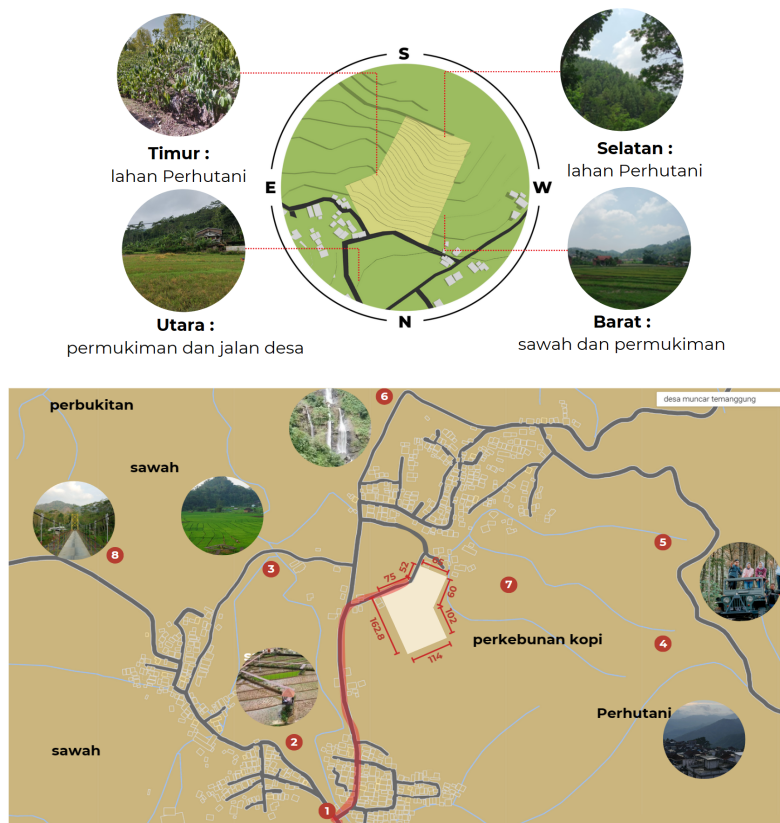 S
Timur :
lahan Perhutani
Selatan :
lahan Perhutani
E
W
Utara :
permukiman dan jalan desa
N
Barat :
sawah dan permukiman
perbukitan
6
desa muncar temanggung
sawah
8
3
5
75
52
60
7
162.8
102
perkebunan kopi
4
114
Perhutani
sawah
2
1